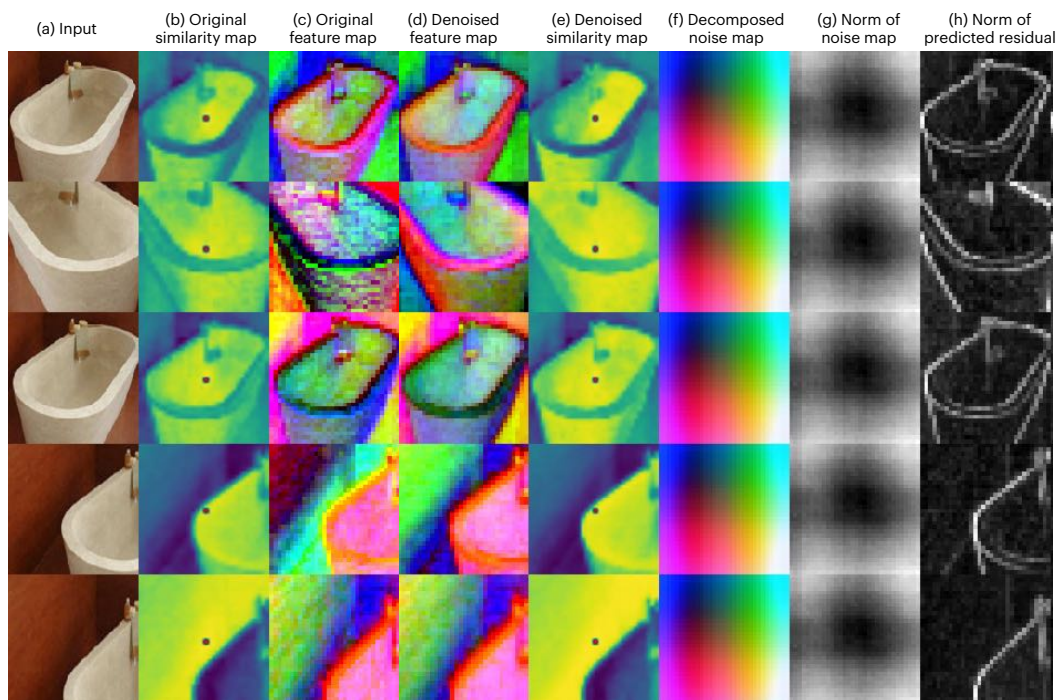 (a) Input
(b) Original
similarity map
(c) Original
feature map
(d) Denoised
feature map
(e) Denoised
similarity map
(f) Decomposed
noise map
(g) Norm of
noise map
(h) Norm of
predicted residual